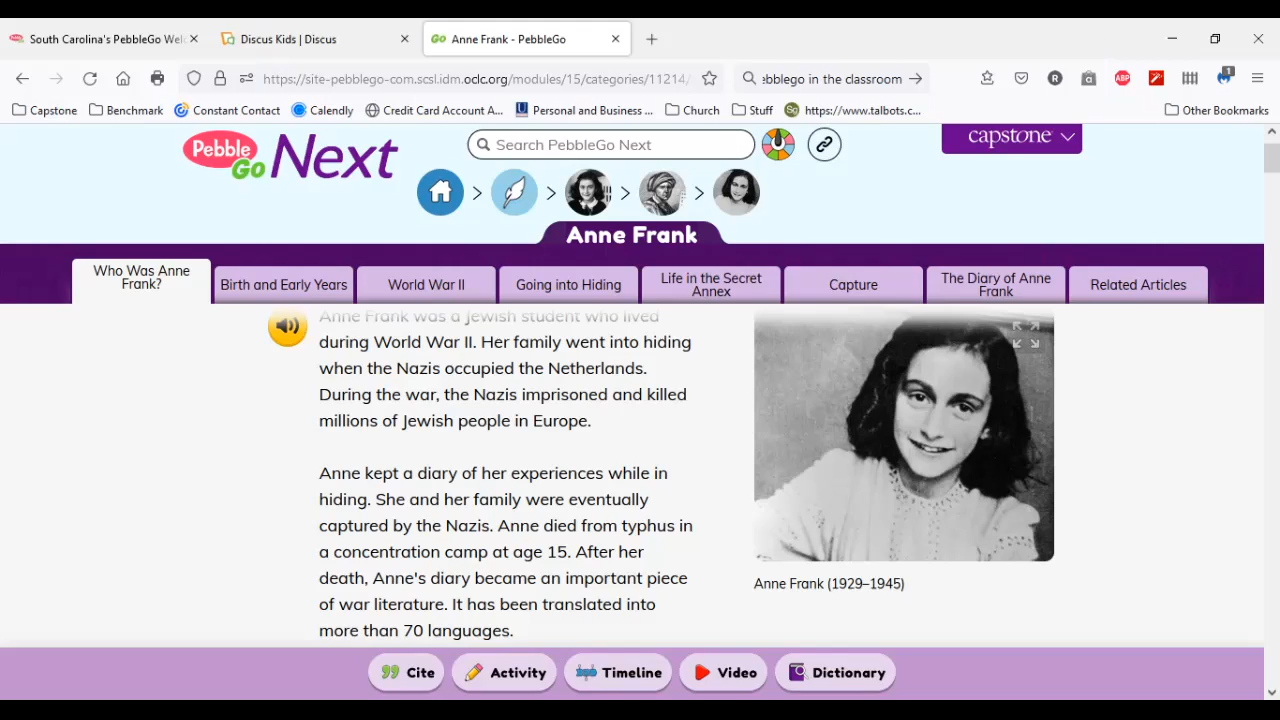 South Carolina's PebbleGo Wel
Discus Kids | Discus
Go Anne Frank - PebbleGo
https://site-pebblego-com.scsl.idm.oclc.org/modules/15/categories/11214/
ebblego in the classroom
R
a
ABP
1
Capstone
Benchmark
Constant Contact
Calendly
Credit Card Account A...
U Personal and Business ...
Church
Stuff
Sc https://www.talbots.c...
Other Bookmarks
Pebble Go Next
Search PebbleGo Next
capstone
Anne Frank
Who Was Anne Frank?
Birth and Early Years
World War II
Going into Hiding
Life in the Secret Annex
Capture
The Diary of Anne Frank
Related Articles
Anne Frank was a Jewish student who lived
during World War II. Her family went into hiding
when the Nazis occupied the Netherlands.
During the war, the Nazis imprisoned and killed
millions of Jewish people in Europe.
Anne kept a diary of her experiences while in
hiding. She and her family were eventually
captured by the Nazis. Anne died from typhus in
a concentration camp at age 15. After her
death, Anne's diary became an important piece
of war literature. It has been translated into
more than 70 languages.
Anne Frank (1929–1945)
Cite
Activity
Timeline
Video
Dictionary